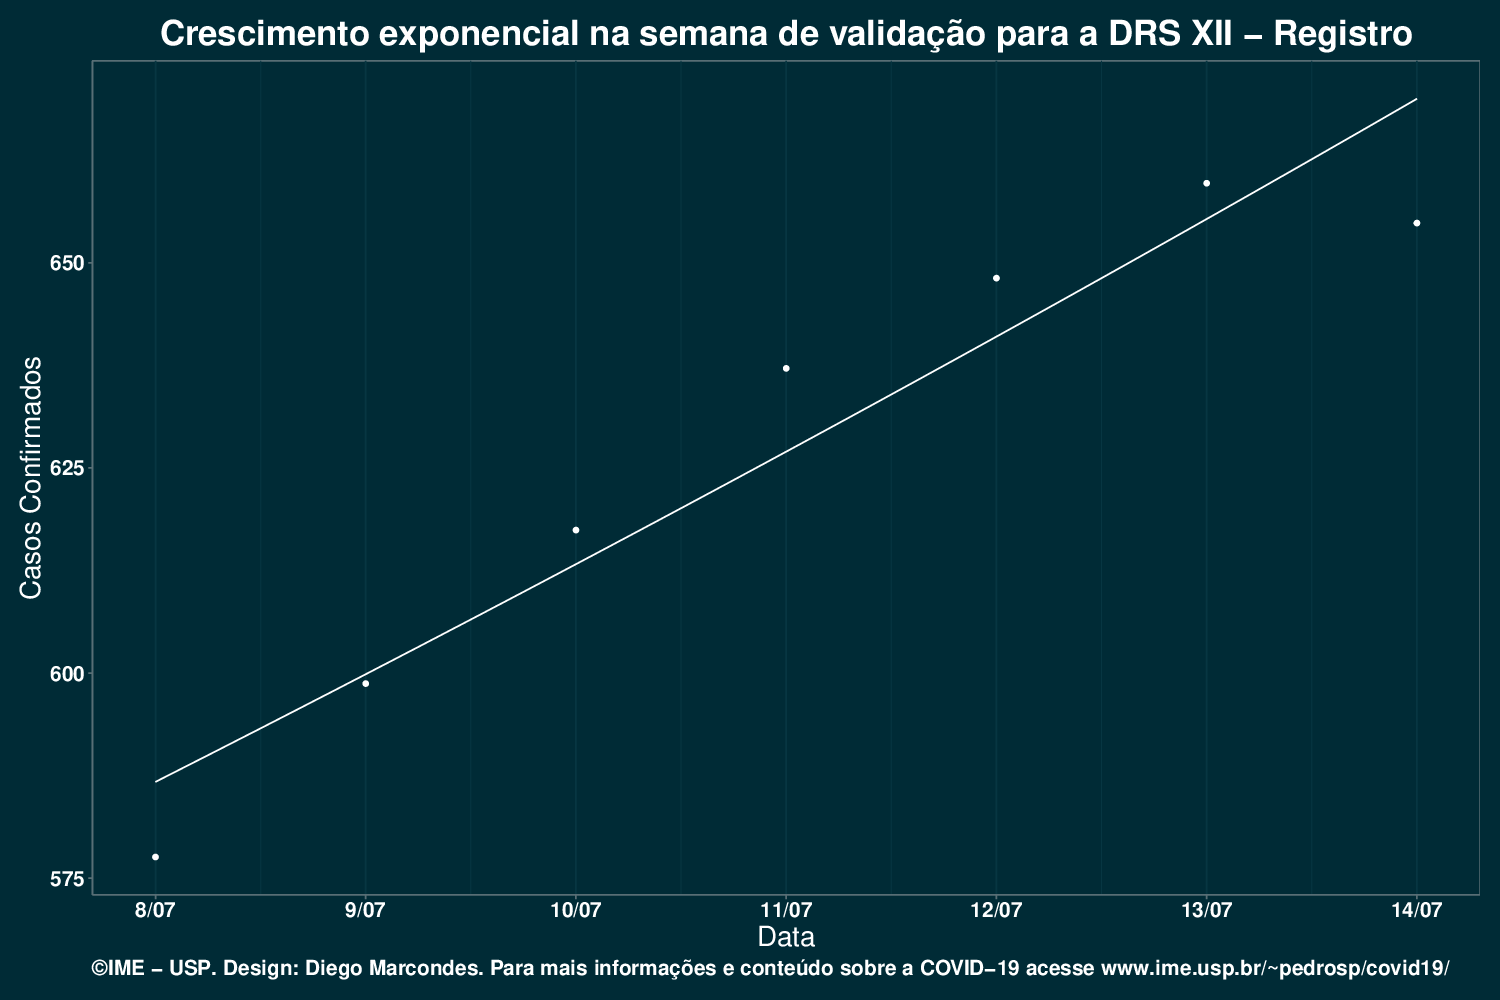 Crescimento exponencial na semana de validação para a DRS XII – Registro
Casos Confirmados
650
625
600
575
8/07 9/07 10/07 11/07 12/07 13/07 14/07
Data
©IME – USP. Design: Diego Marcondes. Para mais informações e conteúdo sobre a COVID–19 acesse www.ime.usp.br/~pedrosp/covid19/